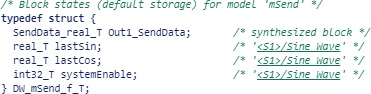 /* Block states (default storage) for model 'mSend' */
typedef struct {
  SendData_real_T Out1_SendData;       /* synthesized block */
  real_T lastSin;                      /* '<S1>/Sine Wave' */
  real_T lastCos;                      /* '<S1>/Sine Wave' */
  int32_T systemEnable;                /* '<S1>/Sine Wave' */
} DW_mSend_f_T;